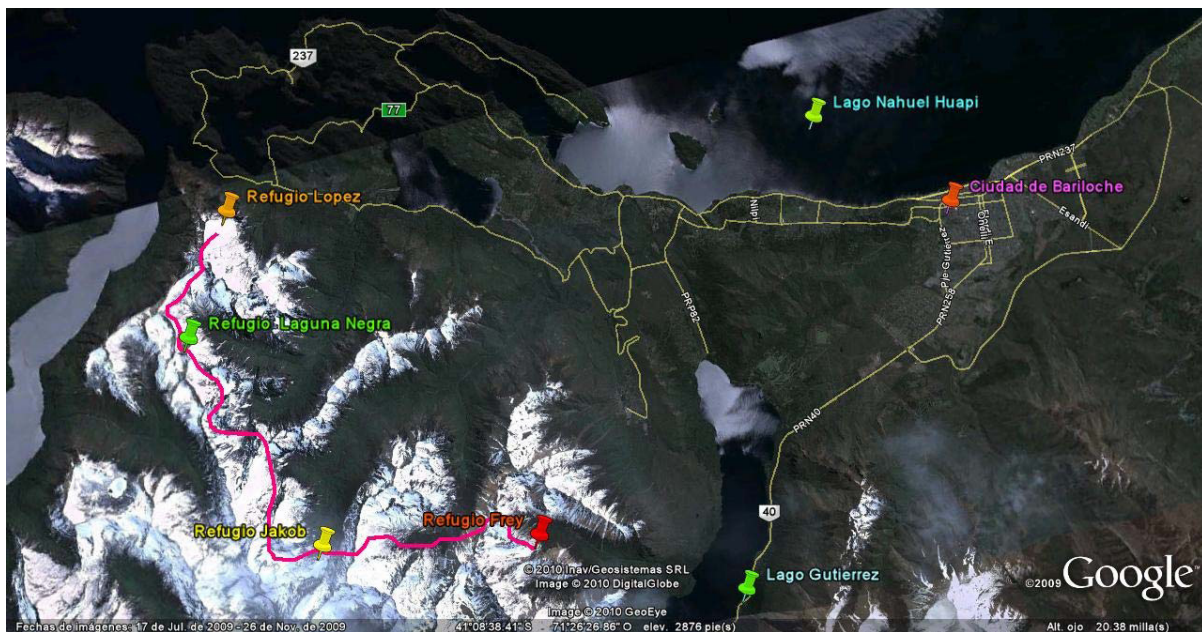 237
77
Lago Nahuel Huapi
PRN237
Refugio Lopez
Ciudad de Bariloche
Esandi
PRN258
PRP82
Refugio Laguna Negra
PRN40
Refugio Jakob
Refugio Frey
40
Lago Gutierrez
© 2010 Inav/Geosistemas SRL
Image © 2010 DigitalGlobe
Image © 2010 GeoEye
©2009 Google™
Fechas de imágenes: 17 de Jul. de 2009 - 26 de Nov. de 2009
41°08'38.41" S 71°26'26.86" O elev. 2876 pie(s)
Alt. ojo 20.38 milla(s)